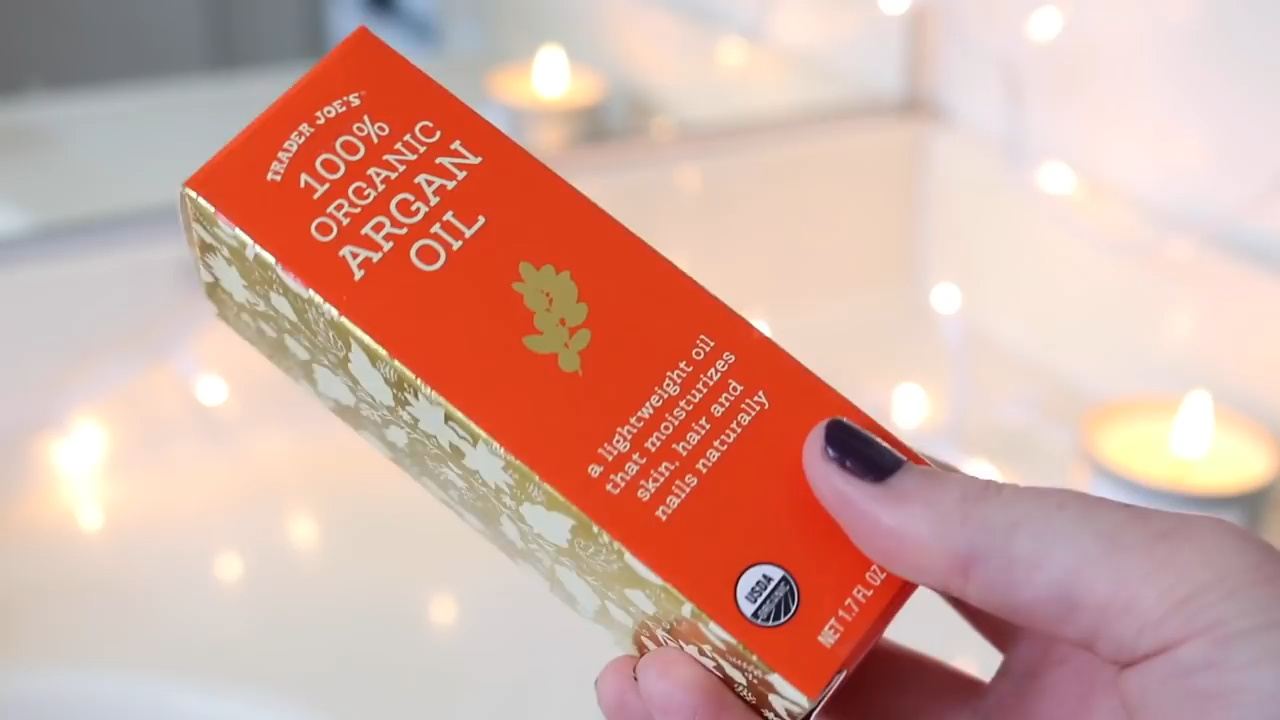 TRADER JOE'S
100%
ORGANIC
ARGAN
OIL
a lightweight oil
that moisturizes
skin, hair and
nails naturally
USDA
ORGANIC
NET 1.7 FL OZ